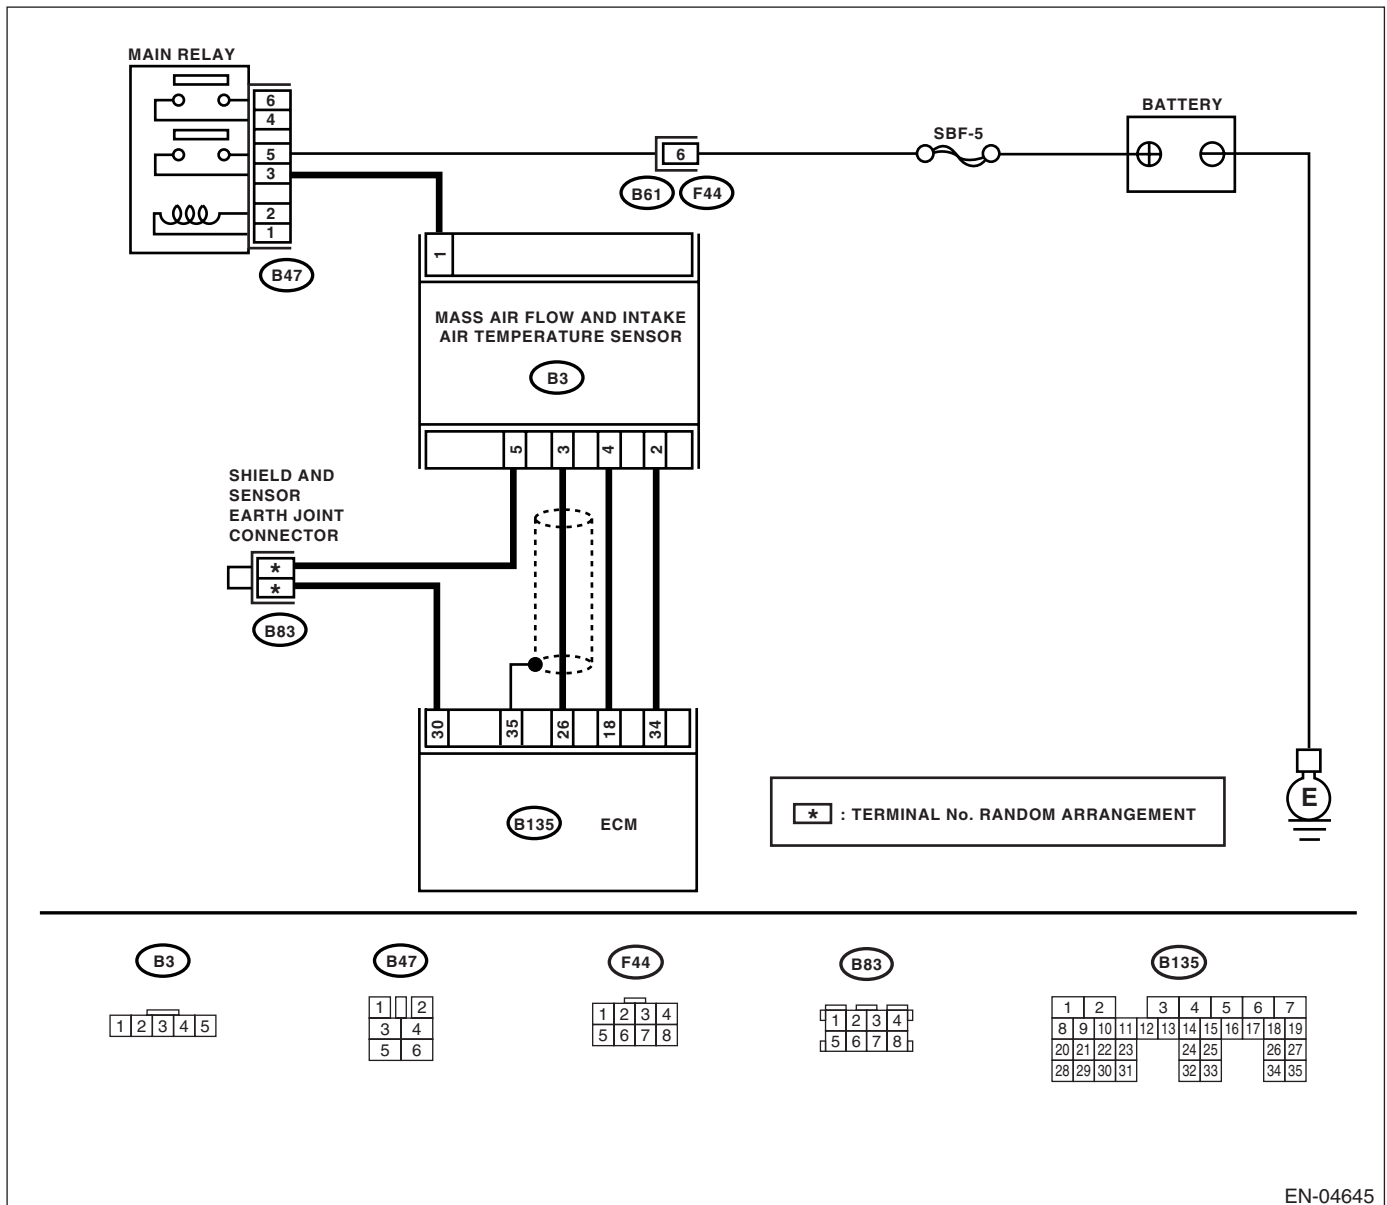 MAIN RELAY
6
4
5
3
2
1
B47
6
B61 F44
SBF-5
BATTERY
1
MASS AIR FLOW AND INTAKE
AIR TEMPERATURE SENSOR
B3
5 3 4 2
SHIELD AND
SENSOR
EARTH JOINT
CONNECTOR
*
*
B83
30 35 26 18 34
B135 ECM
* : TERMINAL No. RANDOM ARRANGEMENT
E
B3
1 2 3 4 5
B47
1 2
3 4
5 6
F44
1 2 3 4
5 6 7 8
B83
1 2 3 4
5 6 7 8
B135
1 2 3 4 5 6 7
8 9 10 11 12 13 14 15 16 17 18 19
20 21 22 23 24 25 26 27
28 29 30 31 32 33 34 35
EN-04645